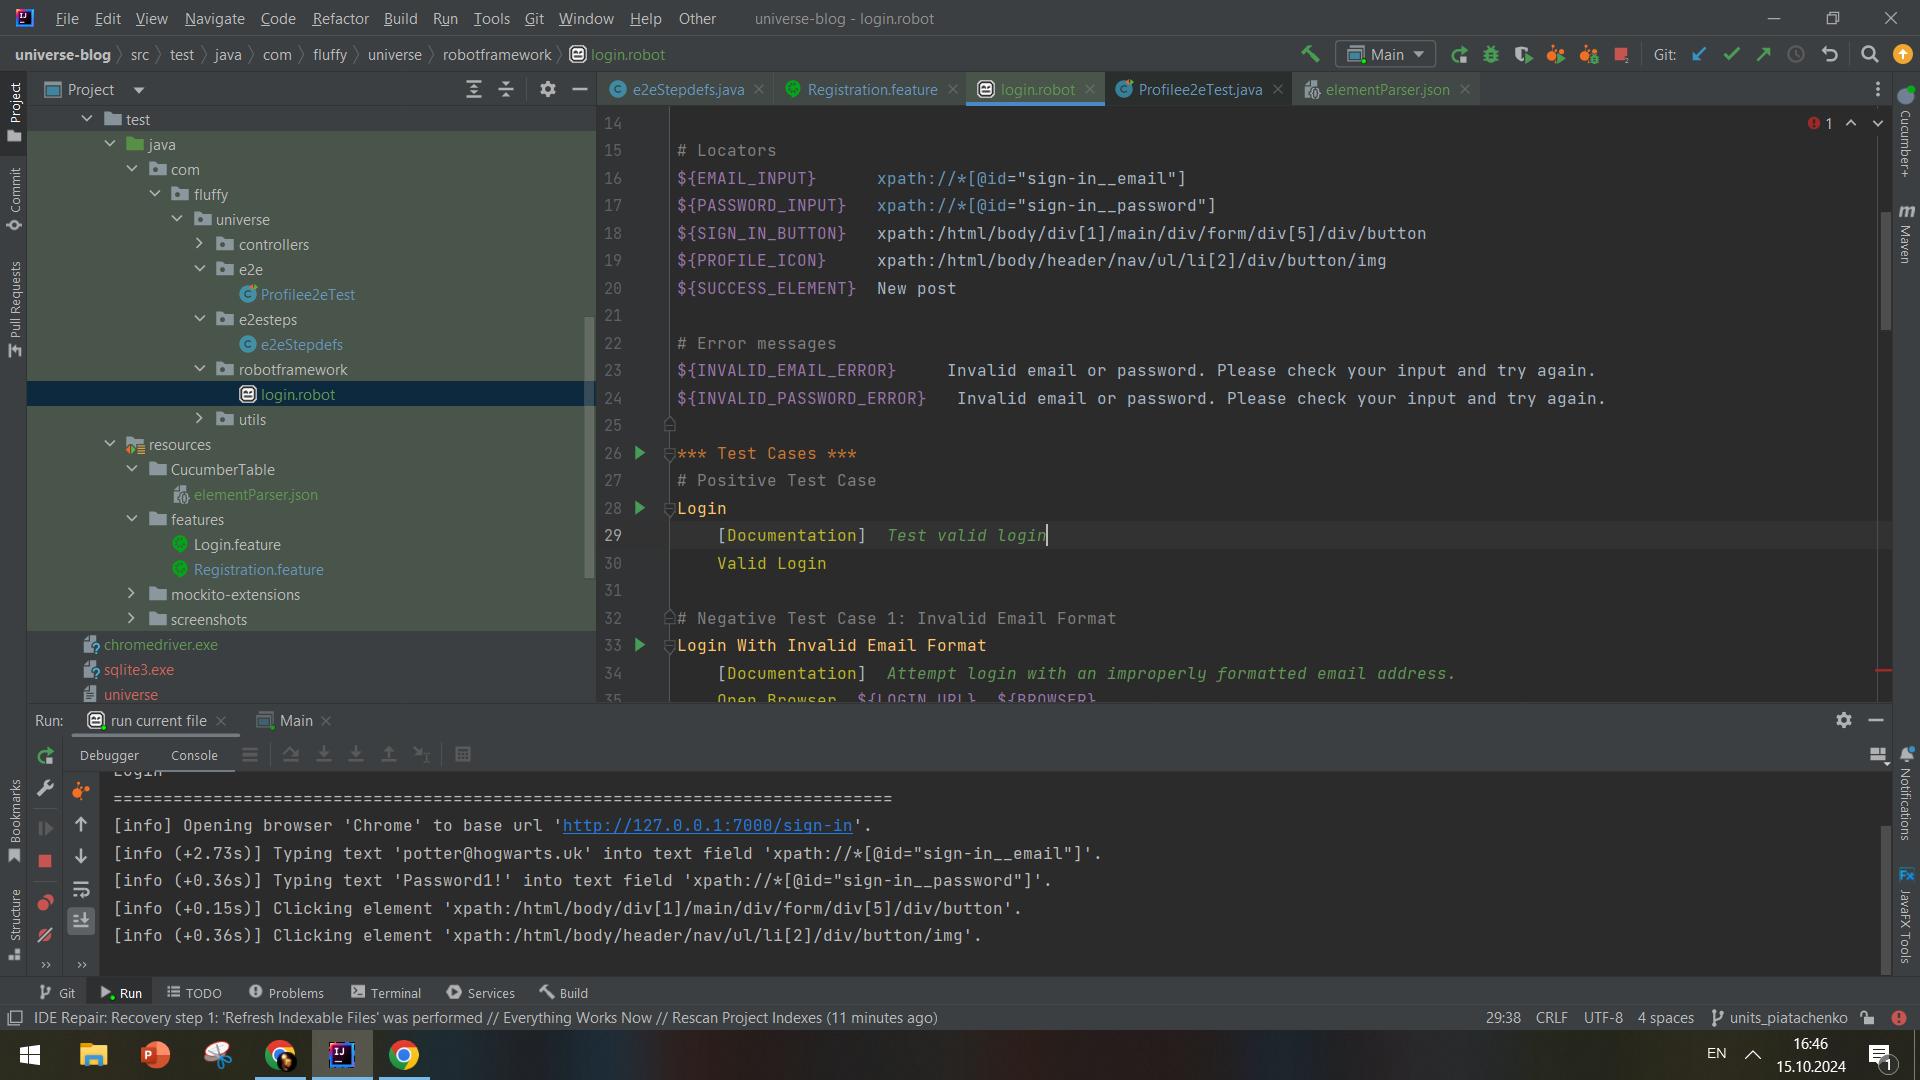 File Edit View Navigate Code Refactor Build Run Tools Git Window Help Other universe-blog - login.robot
universe-blog src test java com fluffy universe robotframework login.robot Main Git:
Project e2eStepdefs.java Registration.feature login.robot Profilee2eTest.java elementParser.json
Project
Commit
Pull Requests
Bookmarks
Structure
test
java
com
fluffy
universe
controllers
e2e
Profilee2eTest
e2esteps
e2eStepdefs
robotframework
login.robot
utils
resources
CucumberTable
elementParser.json
features
Login.feature
Registration.feature
mockito-extensions
screenshots
chromedriver.exe
sqlite3.exe
universe
1
14
15 # Locators
16 ${EMAIL_INPUT} xpath://*[@id="sign-in__email"]
17 ${PASSWORD_INPUT} xpath://*[@id="sign-in__password"]
18 ${SIGN_IN_BUTTON} xpath:/html/body/div[1]/main/div/form/div[5]/div/button
19 ${PROFILE_ICON} xpath:/html/body/header/nav/ul/li[2]/div/button/img
20 ${SUCCESS_ELEMENT} New post
21
22 # Error messages
23 ${INVALID_EMAIL_ERROR} Invalid email or password. Please check your input and try again.
24 ${INVALID_PASSWORD_ERROR} Invalid email or password. Please check your input and try again.
25
26 *** Test Cases ***
27 # Positive Test Case
28 Login
29 [Documentation] Test valid login
30 Valid Login
31
32 # Negative Test Case 1: Invalid Email Format
33 Login With Invalid Email Format
34 [Documentation] Attempt login with an improperly formatted email address.
35 Open Browser ${LOGIN_URL} ${BROWSER}
Cucumber+
m Maven
Notifications
Fx JavaFX Tools
Run: run current file Main
Debugger Console
Login
==============================================================================
[info] Opening browser 'Chrome' to base url 'http://127.0.0.1:7000/sign-in'.
[info (+2.73s)] Typing text 'potter@hogwarts.uk' into text field 'xpath://*[@id="sign-in__email"]'.
[info (+0.36s)] Typing text 'Password1!' into text field 'xpath://*[@id="sign-in__password"]'.
[info (+0.15s)] Clicking element 'xpath:/html/body/div[1]/main/div/form/div[5]/div/button'.
[info (+0.36s)] Clicking element 'xpath:/html/body/header/nav/ul/li[2]/div/button/img'.
Git Run TODO Problems Terminal Services Build
IDE Repair: Recovery step 1: 'Refresh Indexable Files' was performed // Everything Works Now // Rescan Project Indexes (11 minutes ago) 29:38 CRLF UTF-8 4 spaces units_piatachenko
EN 16:46
15.10.2024 1